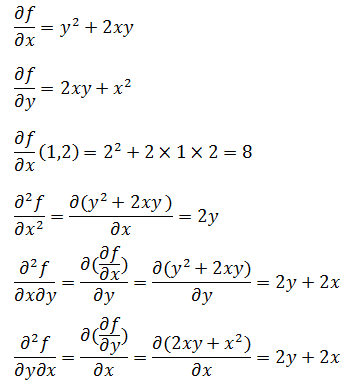 ∂f/∂x = y² + 2xy
∂f/∂y = 2xy + x²
∂f/∂x (1,2) = 2² + 2 × 1 × 2 = 8
∂²f/∂x² = ∂(y² + 2xy)/∂x = 2y
∂²f/∂x∂y = ∂(∂f/∂x)/∂y = ∂(y² + 2xy)/∂y = 2y + 2x
∂²f/∂y∂x = ∂(∂f/∂y)/∂x = ∂(2xy + x²)/∂x = 2y + 2x